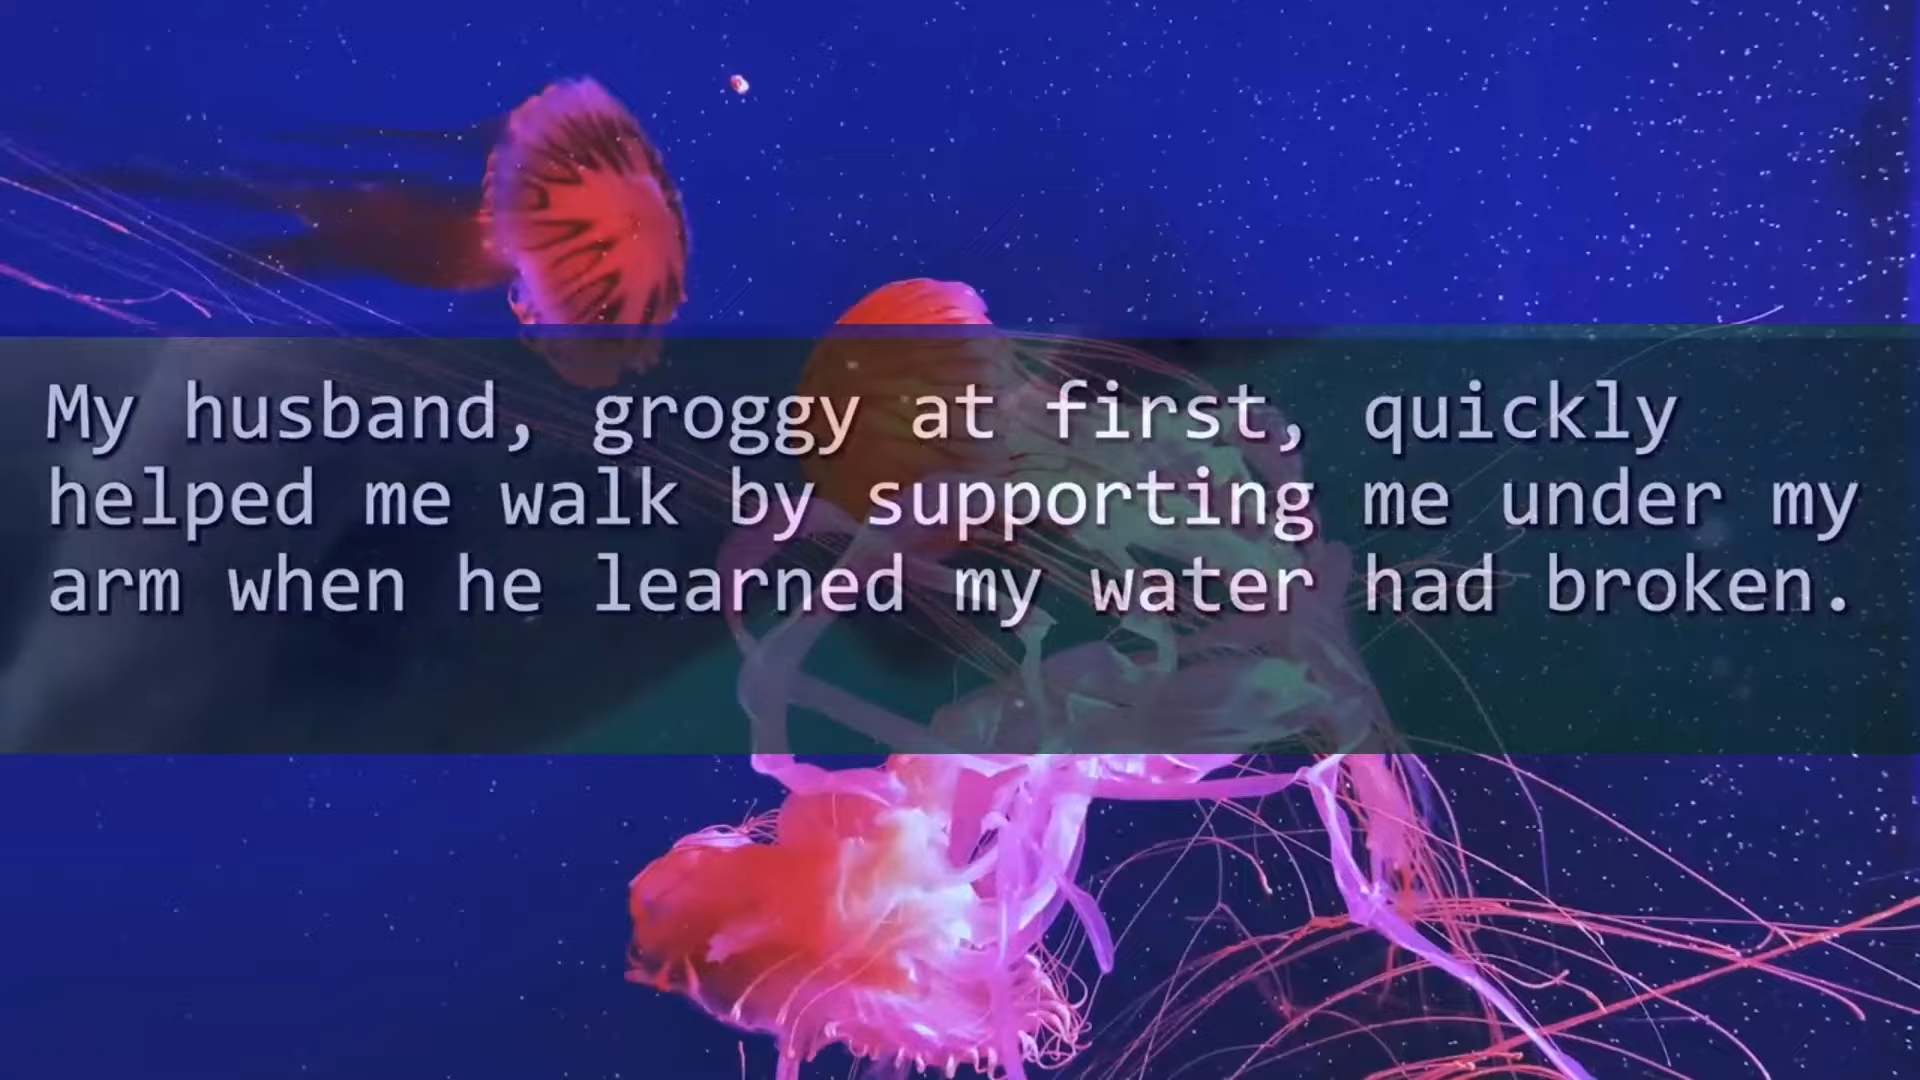 My husband, groggy at first, quickly
helped me walk by supporting me under my
arm when he learned my water had broken.